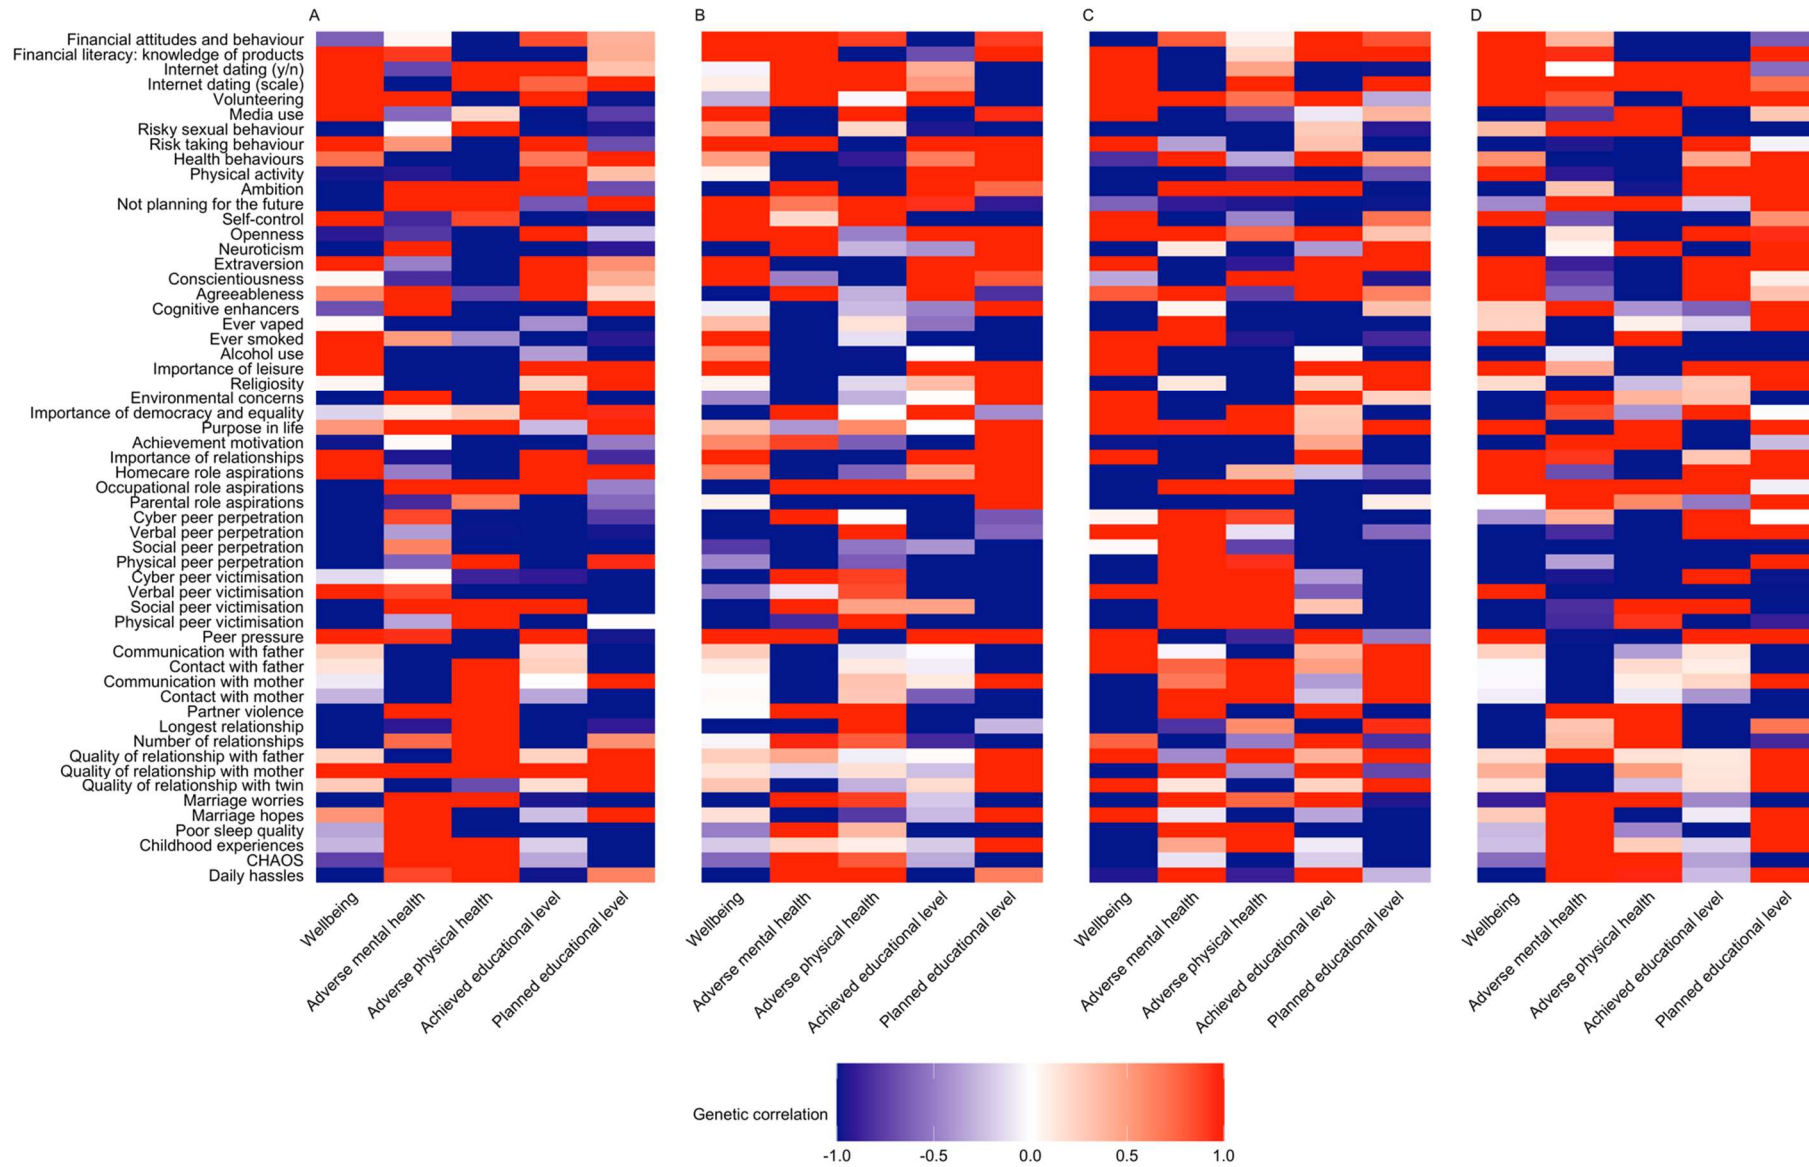 A
B
C
D
Financial attitudes and behaviour
Financial literacy: knowledge of products
Internet dating (y/n)
Internet dating (scale)
Volunteering
Media use
Risky sexual behaviour
Risk taking behaviour
Health behaviours
Physical activity
Ambition
Not planning for the future
Self-control
Openness
Neuroticism
Extraversion
Conscientiousness
Agreeableness
Cognitive enhancers
Ever vaped
Ever smoked
Alcohol use
Importance of leisure
Religiosity
Environmental concerns
Importance of democracy and equality
Purpose in life
Achievement motivation
Importance of relationships
Homecare role aspirations
Occupational role aspirations
Parental role aspirations
Cyber peer perpetration
Verbal peer perpetration
Social peer perpetration
Physical peer perpetration
Cyber peer victimisation
Verbal peer victimisation
Social peer victimisation
Physical peer victimisation
Peer pressure
Communication with father
Contact with father
Communication with mother
Contact with mother
Partner violence
Longest relationship
Number of relationships
Quality of relationship with father
Quality of relationship with mother
Quality of relationship with twin
Marriage worries
Marriage hopes
Poor sleep quality
Childhood experiences
CHAOS
Daily hassles
Wellbeing
Adverse mental health
Adverse physical health
Achieved educational level
Planned educational level
Wellbeing
Adverse mental health
Adverse physical health
Achieved educational level
Planned educational level
Wellbeing
Adverse mental health
Adverse physical health
Achieved educational level
Planned educational level
Wellbeing
Adverse mental health
Adverse physical health
Achieved educational level
Planned educational level
Genetic correlation
-1.0
-0.5
0.0
0.5
1.0